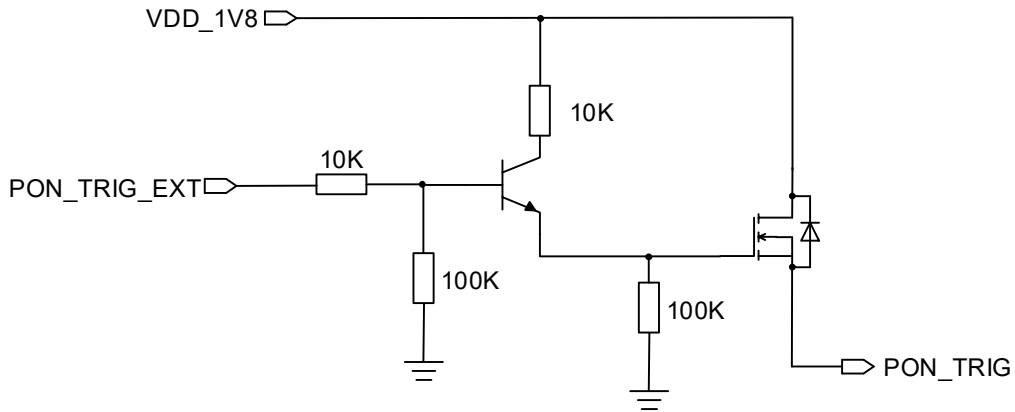 VDD_1V8
10K
10K
PON_TRIG_EXT
100K
100K
PON_TRIG